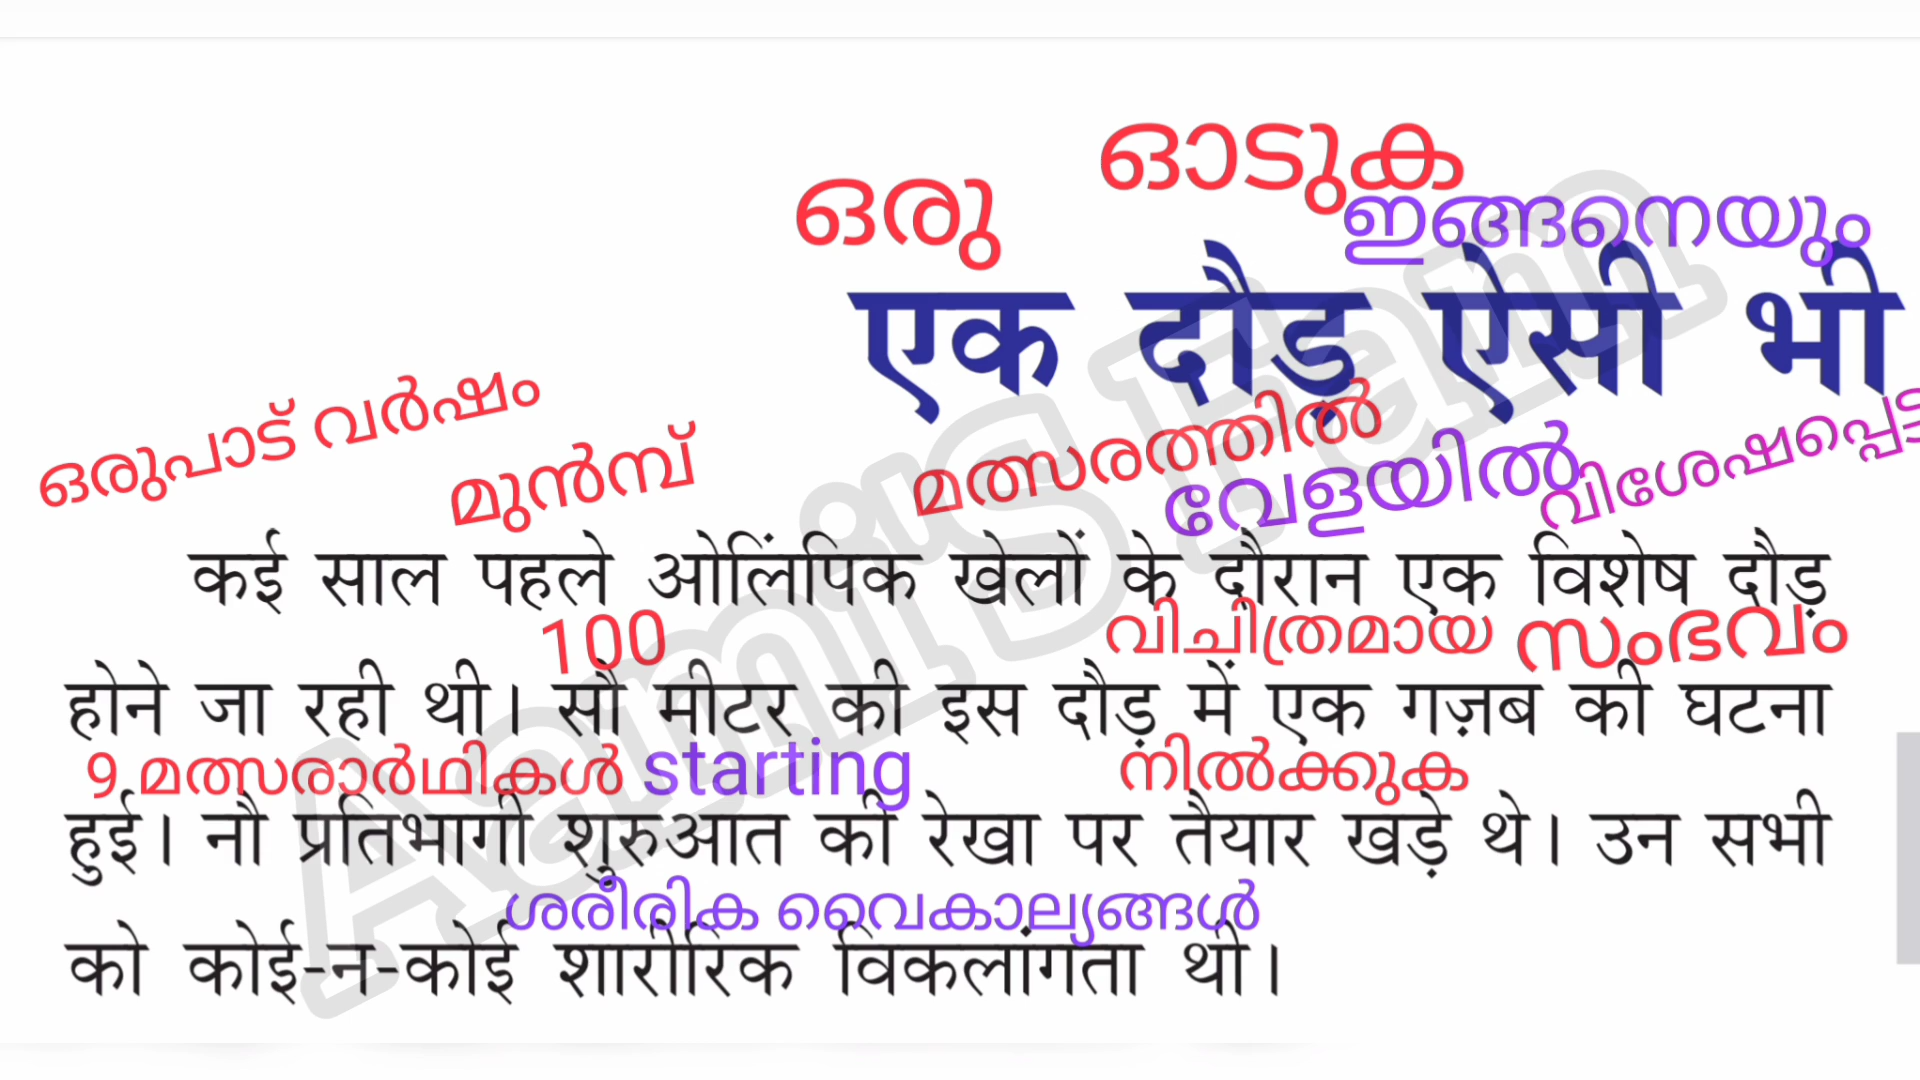 ഒരു ഓടുക ഇങ്ങനെയും
एक दौड़ ऐसी भी
ഒരുപാട് വർഷം മുൻമ്പ് മത്സരത്തിൽ വേളയിൽ വിശേഷപ്പെട്ട
कई साल पहले ओलिंपिक खेलों के दौरान एक विशेष दौड़
100 വിചിത്രമായ സംഭവം
होने जा रही थी। सौ मीटर की इस दौड़ में एक गज़ब की घटना
9 മത്സരാർഥികൾ starting നിൽക്കുക
हुई। नौ प्रतिभागी शुरुआत की रेखा पर तैयार खड़े थे। उन सभी
ശരീരിക വൈകാല്യങ്ങൾ
को कोई-न-कोई शारीरिक विकलांगता थी।
Aami'S Fam